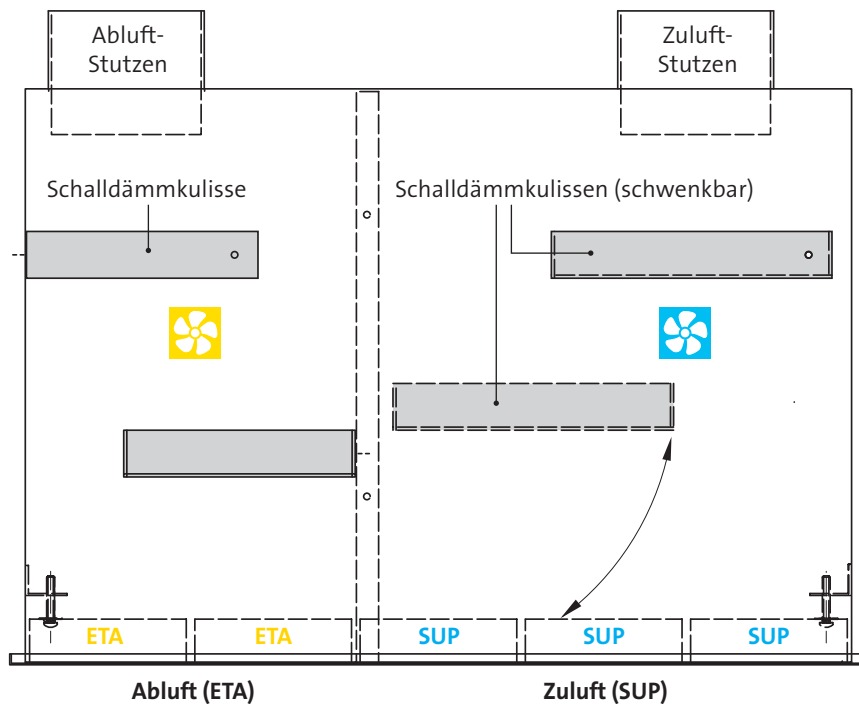 Abluft-
Stutzen
Zuluft-
Stutzen
Schalldämmkulisse
Schalldämmkulissen (schwenkbar)
ETA
ETA
SUP
SUP
SUP
Abluft (ETA)
Zuluft (SUP)